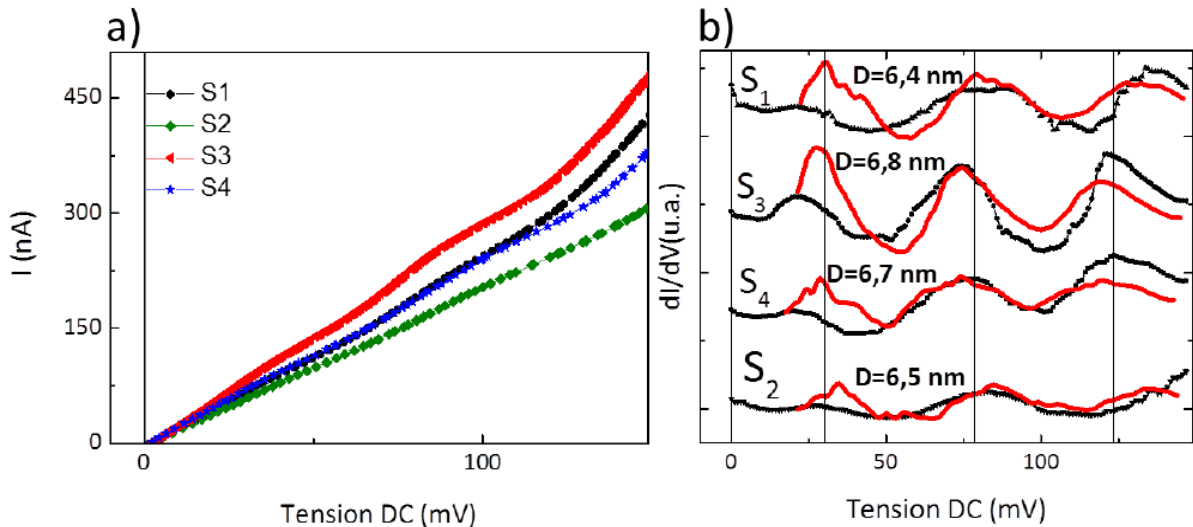 a)
450
300
150
0
I (nA)
S1
S2
S3
S4
0
100
Tension DC (mV)
b)
dI/dV(u.a.)
S1
D=6,4 nm
S3
D=6,8 nm
S4
D=6,7 nm
S2
D=6,5 nm
0
50
100
Tension DC (mV)